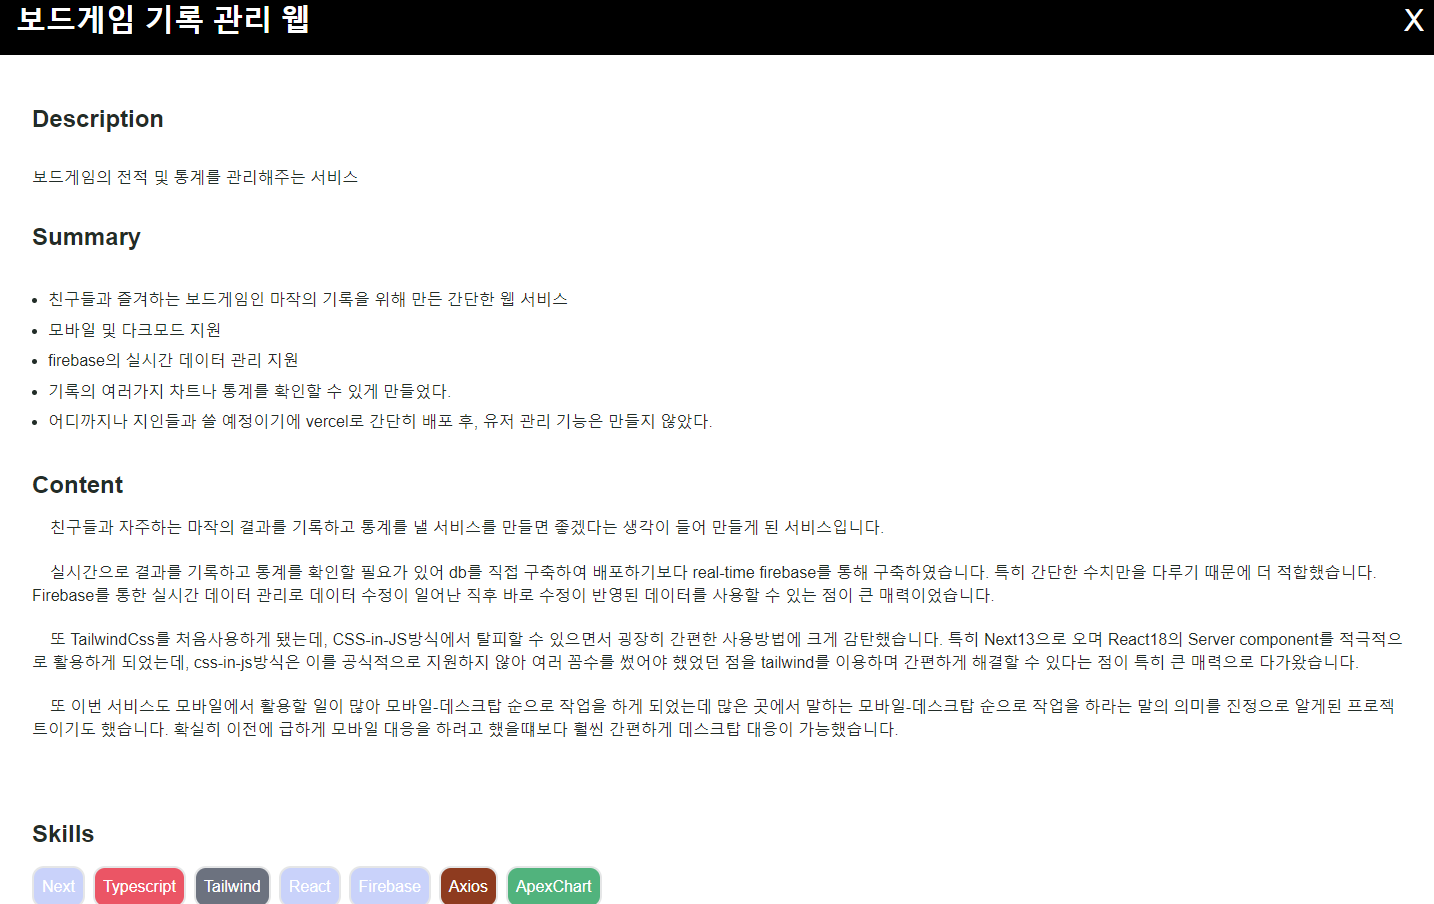 보드게임 기록 관리 웹
X
Description
보드게임의 전적 및 통계를 관리해주는 서비스
Summary
친구들과 즐겨하는 보드게임인 마작의 기록을 위해 만든 간단한 웹 서비스
모바일 및 다크모드 지원
firebase의 실시간 데이터 관리 지원
기록의 여러가지 차트나 통계를 확인할 수 있게 만들었다.
어디까지나 지인들과 쓸 예정이기에 vercel로 간단히 배포 후, 유저 관리 기능은 만들지 않았다.
Content
친구들과 자주하는 마작의 결과를 기록하고 통계를 낼 서비스를 만들면 좋겠다는 생각이 들어 만들게 된 서비스입니다.
실시간으로 결과를 기록하고 통계를 확인할 필요가 있어 db를 직접 구축하여 배포하기보다 real-time firebase를 통해 구축하였습니다. 특히 간단한 수치만을 다루기 때문에 더 적합했습니다.
Firebase를 통한 실시간 데이터 관리로 데이터 수정이 일어난 직후 바로 수정이 반영된 데이터를 사용할 수 있는 점이 큰 매력이었습니다.
또 TailwindCss를 처음사용하게 됐는데, CSS-in-JS방식에서 탈피할 수 있으면서 굉장히 간편한 사용방법에 크게 감탄했습니다. 특히 Next13으로 오며 React18의 Server component를 적극적으
로 활용하게 되었는데, css-in-js방식은 이를 공식적으로 지원하지 않아 여러 꼼수를 썼어야 했었던 점을 tailwind를 이용하며 간편하게 해결할 수 있다는 점이 특히 큰 매력으로 다가왔습니다.
또 이번 서비스도 모바일에서 활용할 일이 많아 모바일-데스크탑 순으로 작업을 하게 되었는데 많은 곳에서 말하는 모바일-데스크탑 순으로 작업을 하라는 말의 의미를 진정으로 알게된 프로젝
트이기도 했습니다. 확실히 이전에 급하게 모바일 대응을 하려고 했을때보다 훨씬 간편하게 데스크탑 대응이 가능했습니다.
Skills
Next Typescript Tailwind React Firebase Axios ApexChart